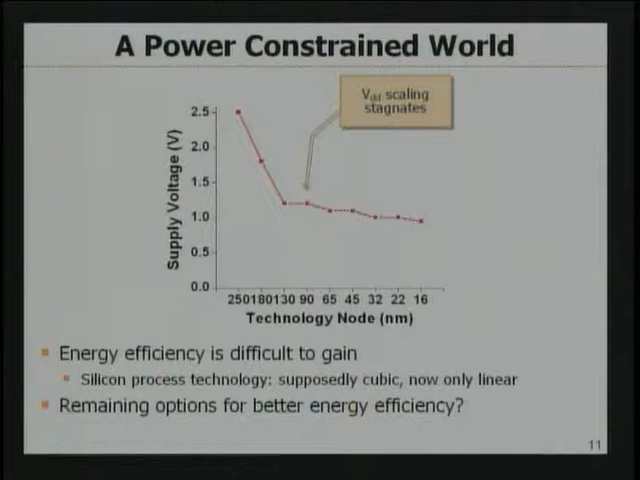 A Power Constrained World
Vdd scaling
stagnates
2.5
2.0
1.5
1.0
0.5
0.0
Supply Voltage (V)
250 180 130 90 65 45 32 22 16
Technology Node (nm)
Energy efficiency is difficult to gain
Silicon process technology: supposedly cubic, now only linear
Remaining options for better energy efficiency?
11